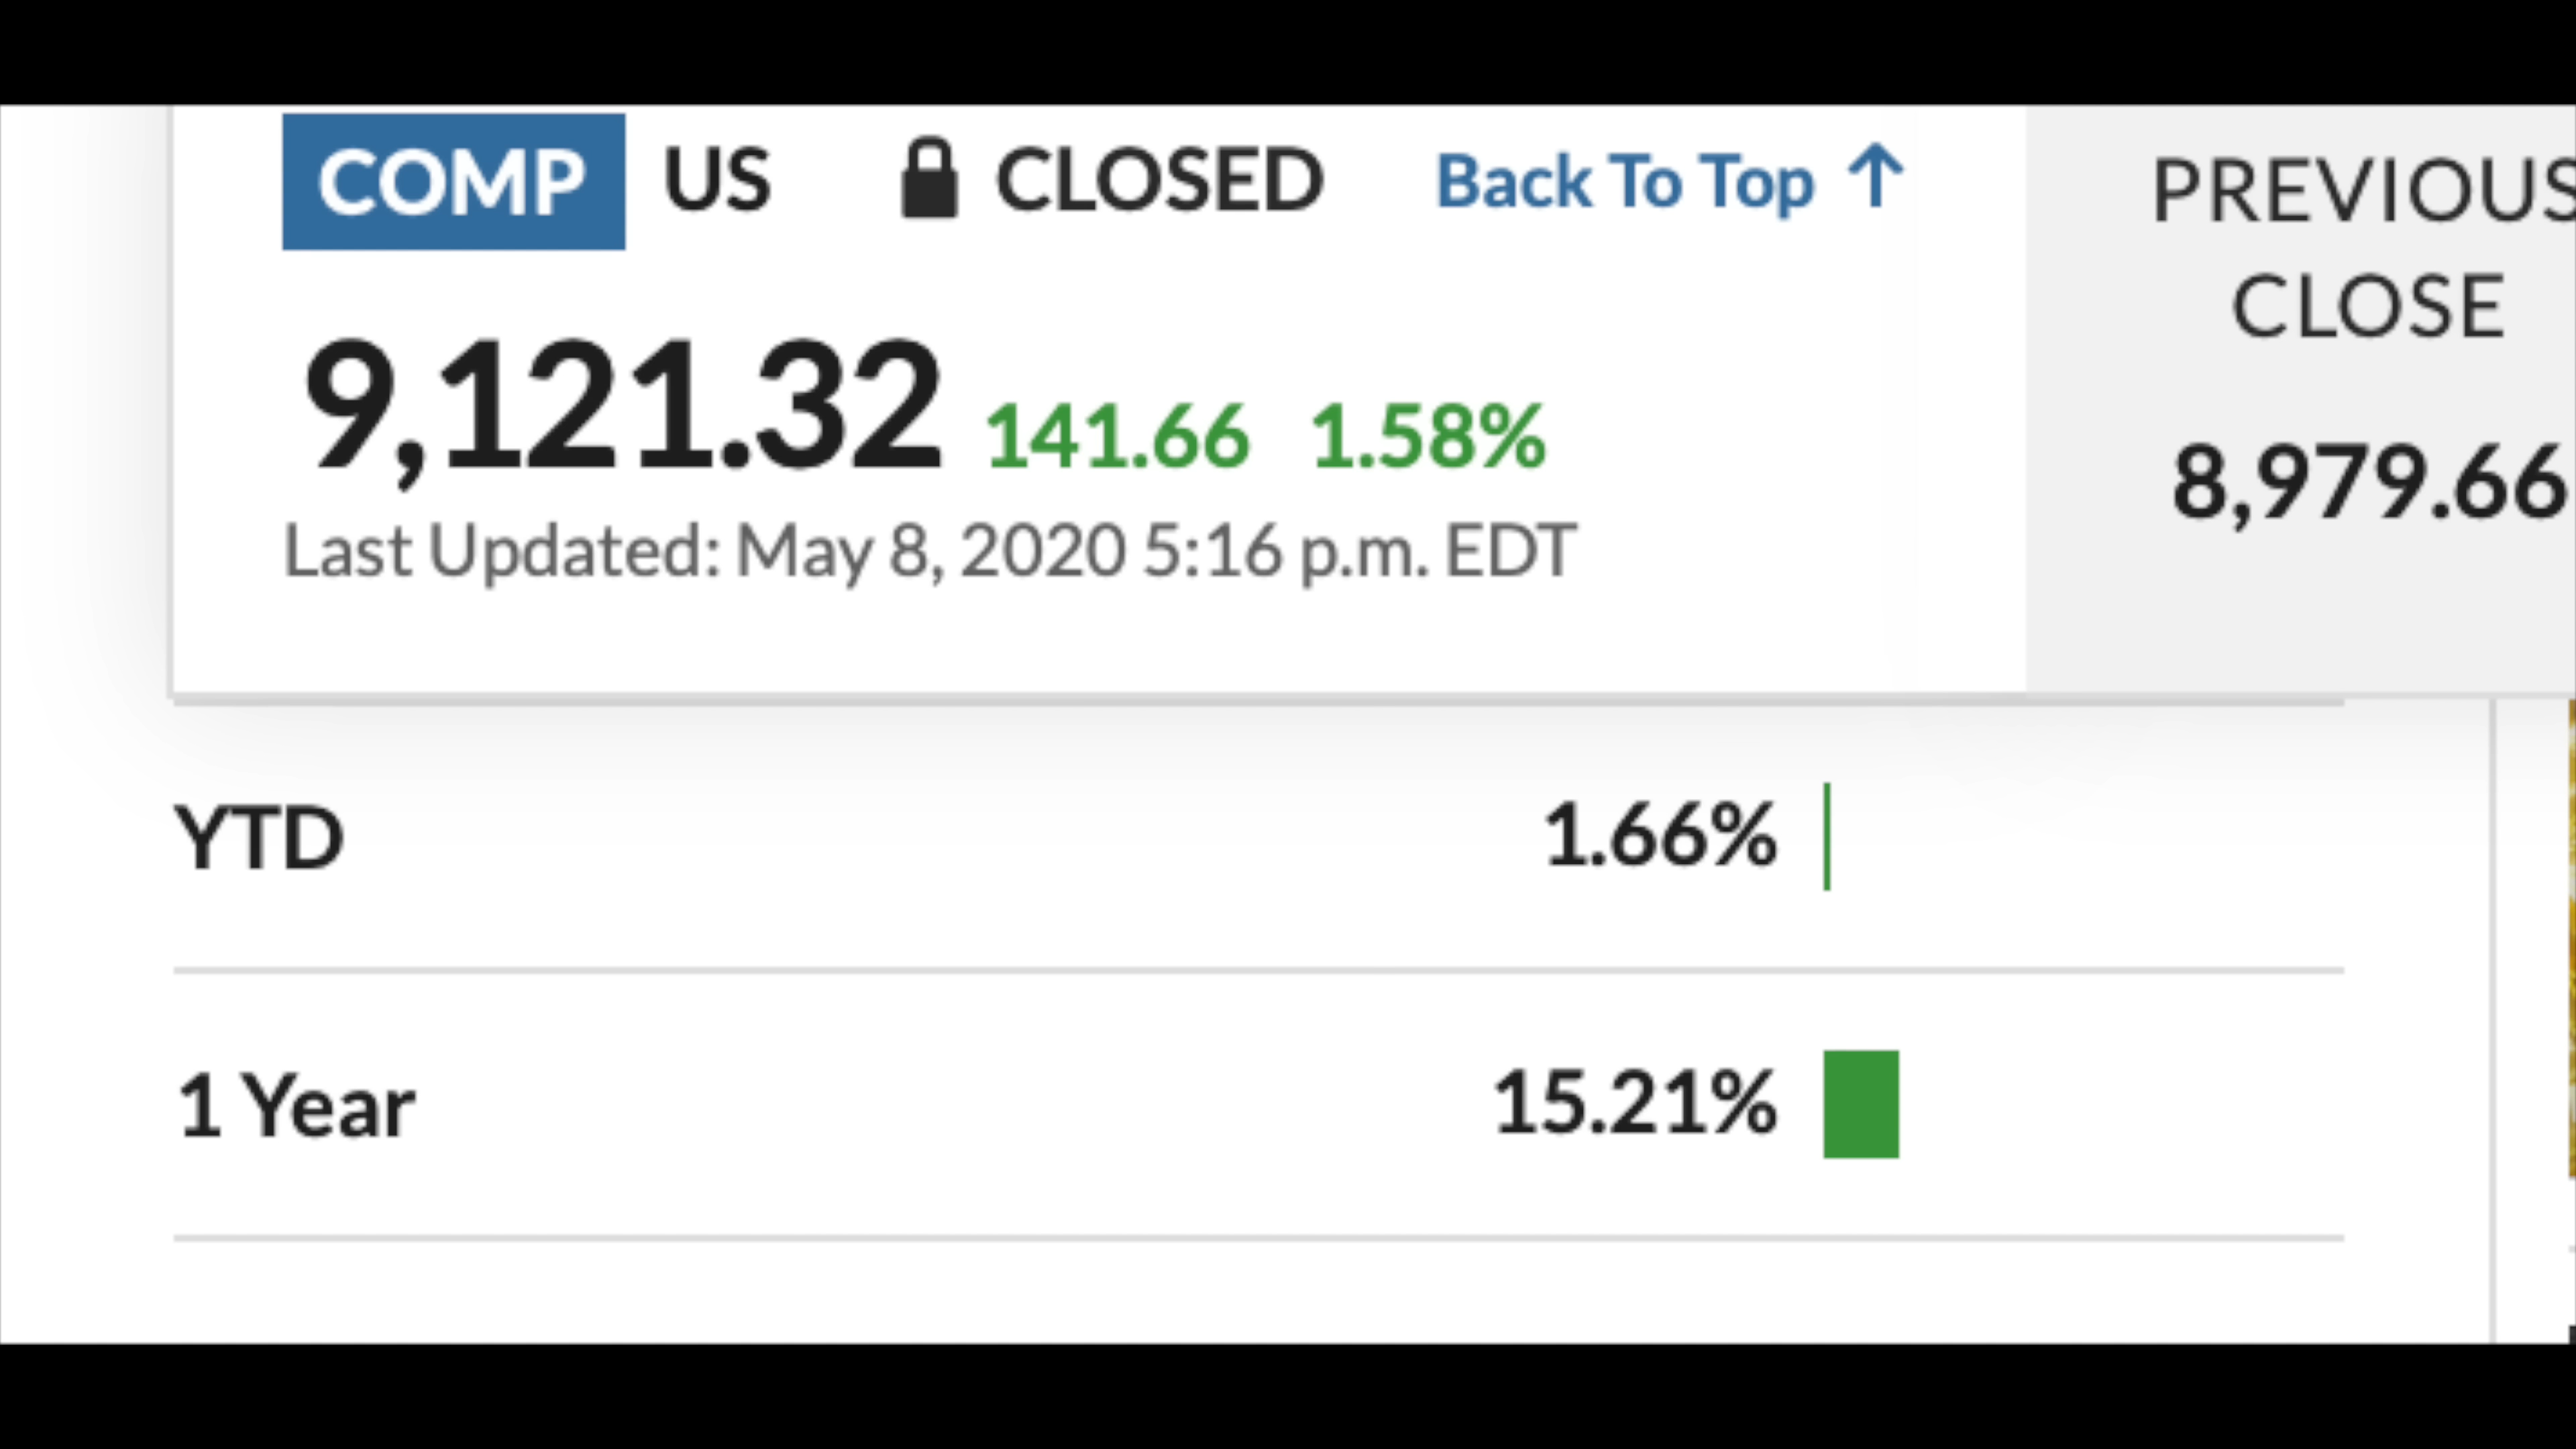 COMP US CLOSED Back To Top ↑
9,121.32 141.66 1.58%
Last Updated: May 8, 2020 5:16 p.m. EDT
PREVIOUS
CLOSE
8,979.66
YTD 1.66%
1 Year 15.21%